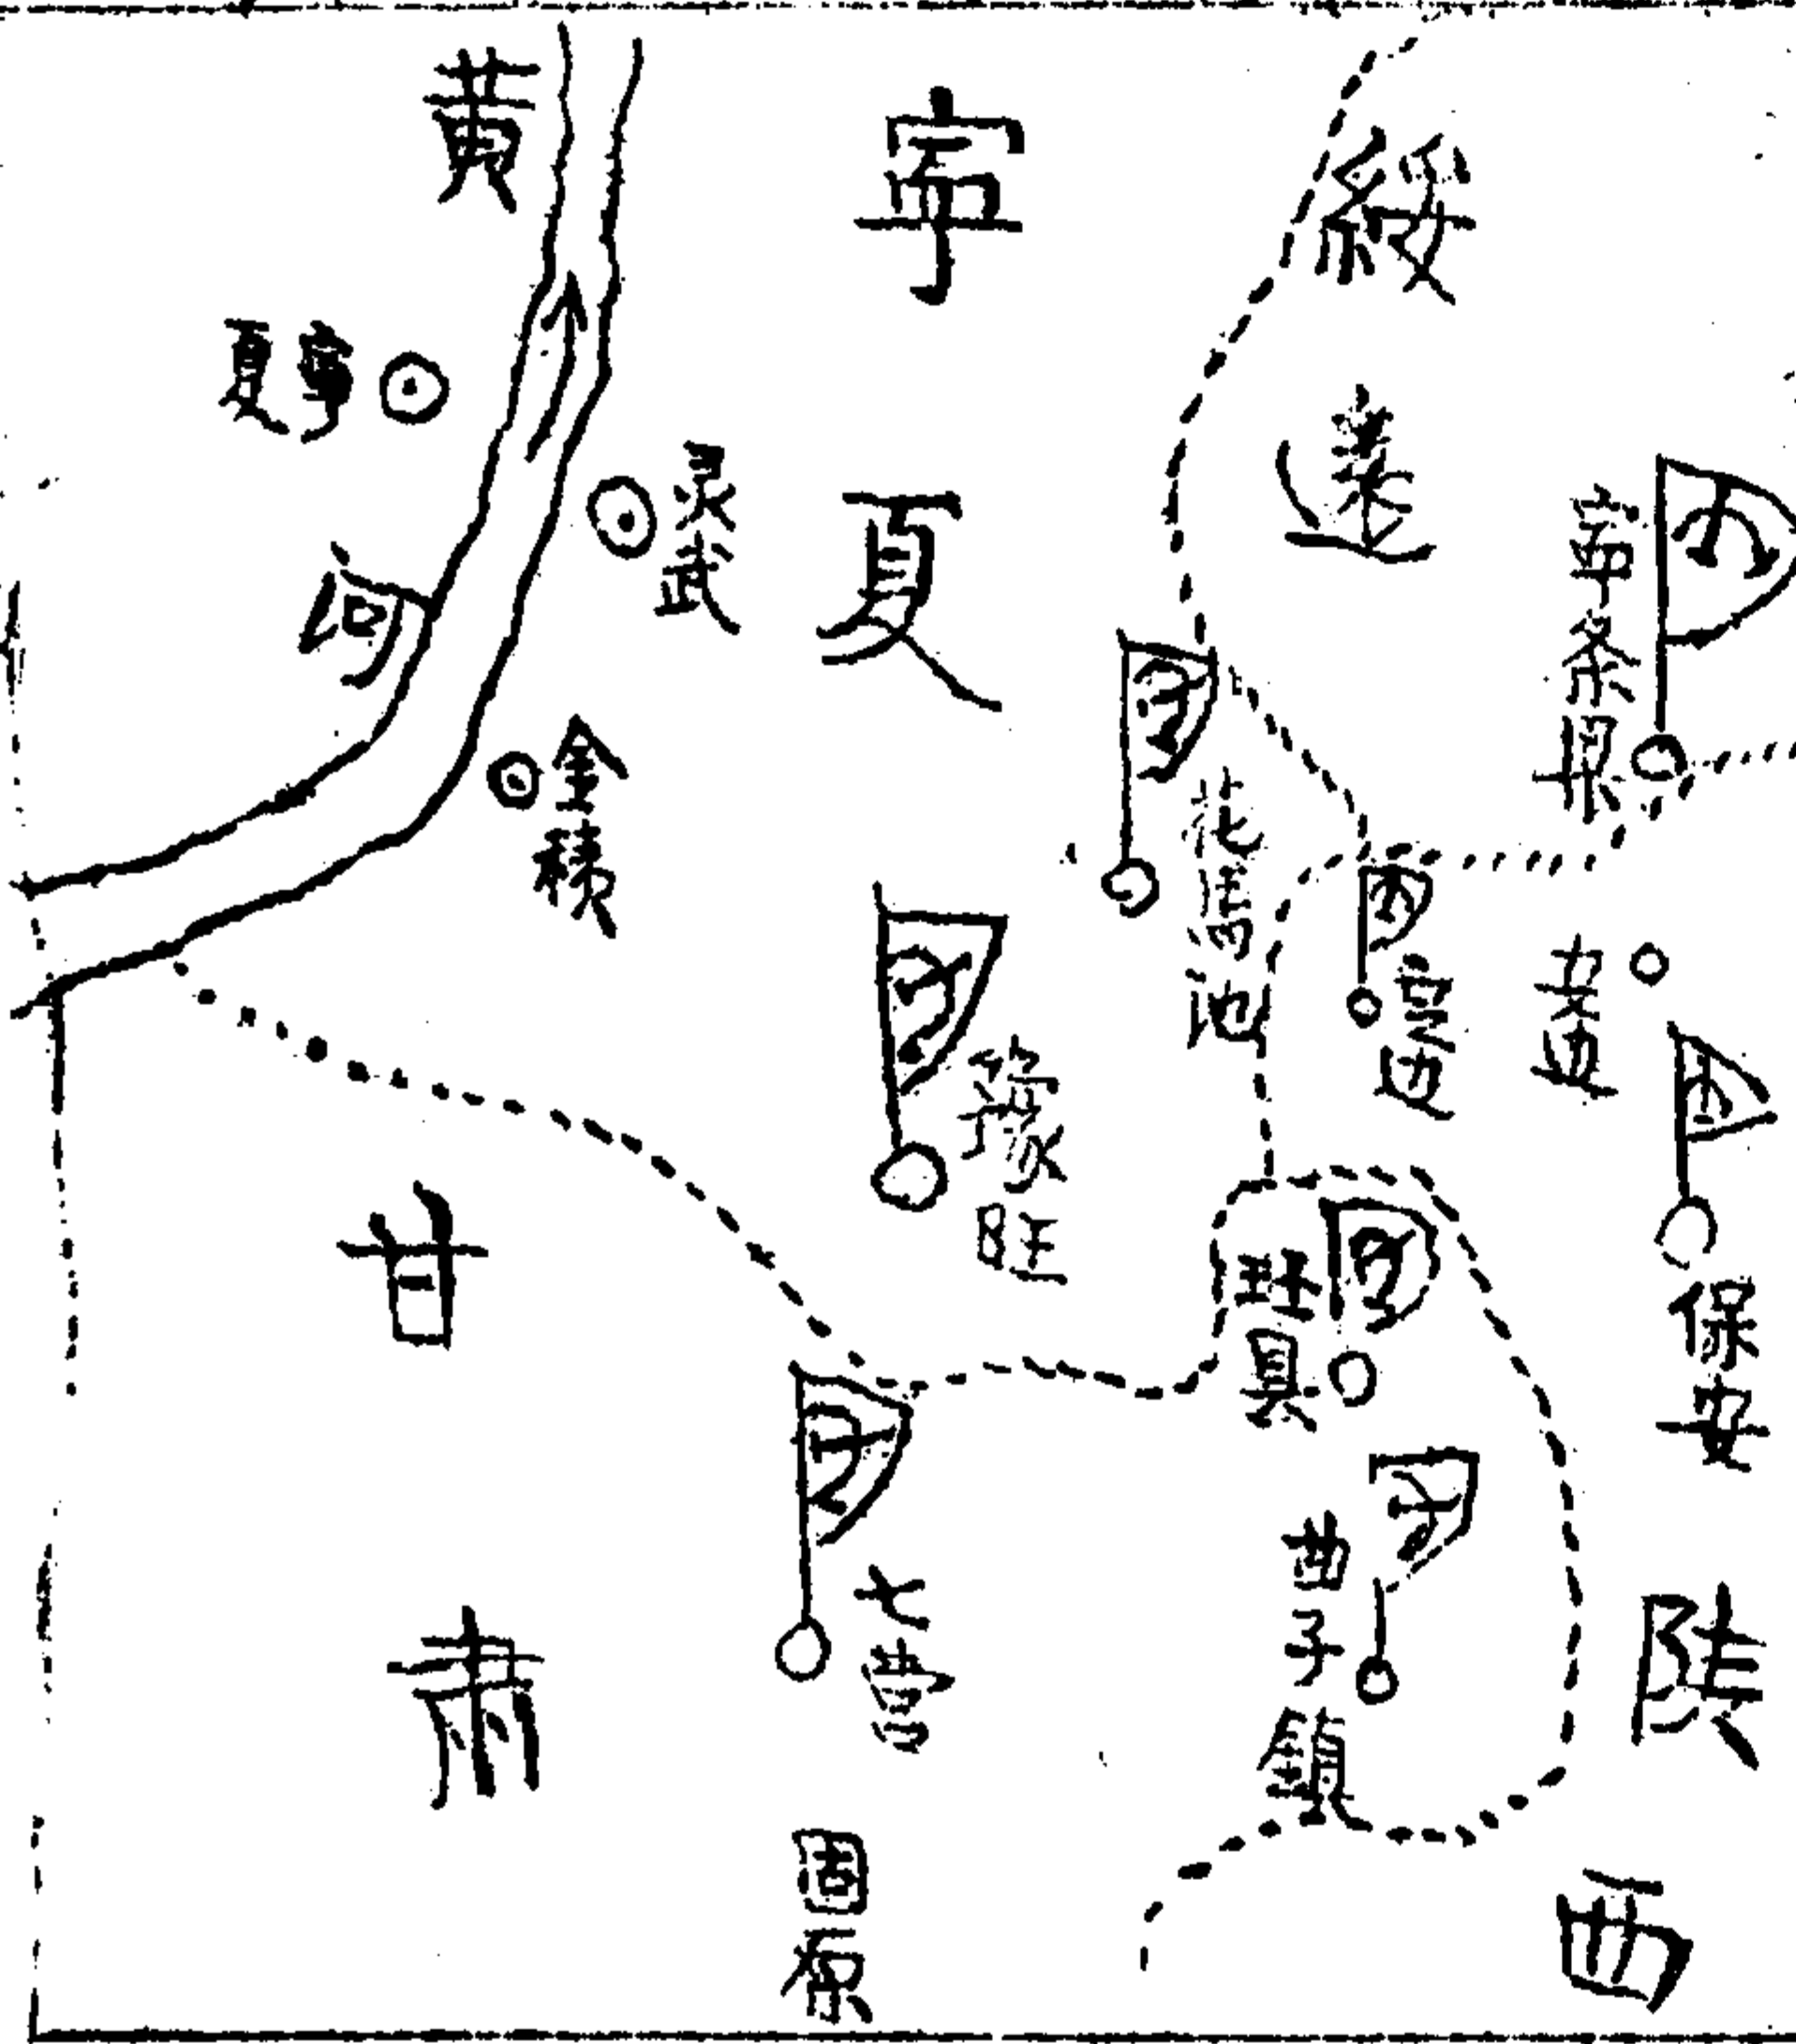 黄河
寧夏
綏遠
夏寧
灵武
金積
寧条梁
花馬池
定边
安边
豫旺
保安
环县
曲子鎮
七营
固原
甘肅
陕西